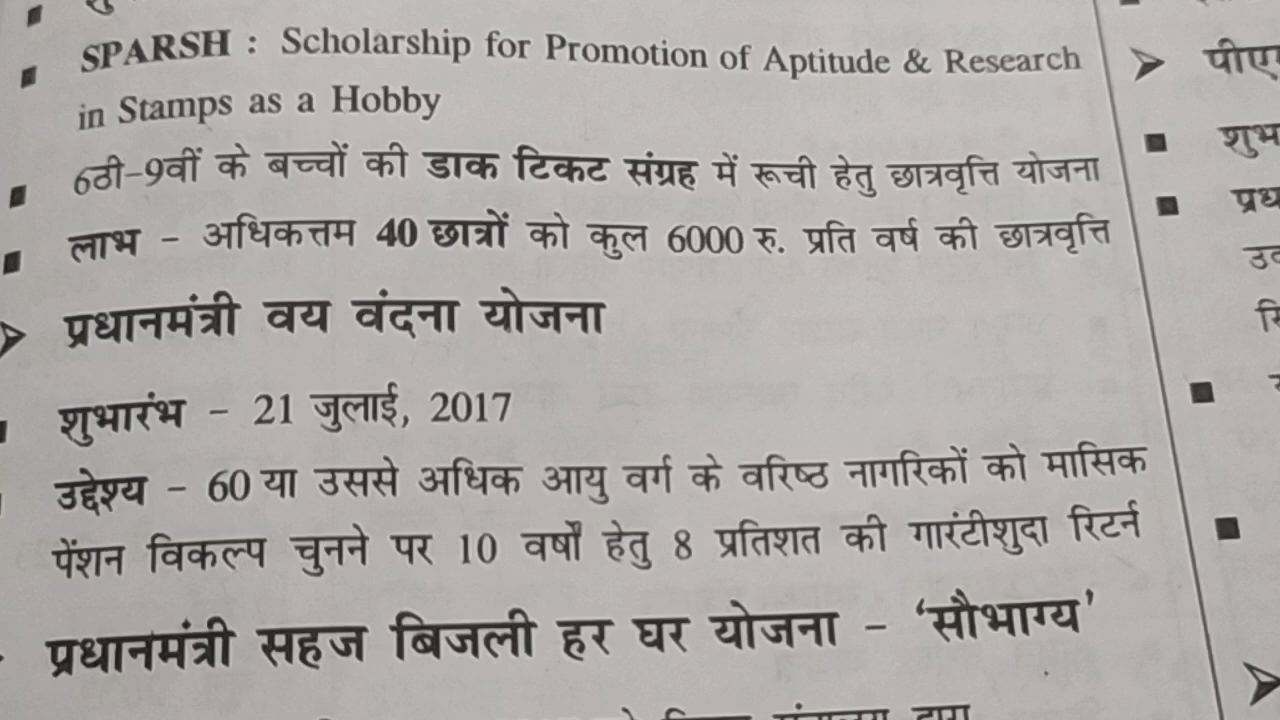 SPARSH : Scholarship for Promotion of Aptitude & Research
in Stamps as a Hobby
6ठी-9वीं के बच्चों की डाक टिकट संग्रह में रूची हेतु छात्रवृत्ति योजना
लाभ - अधिकत्तम 40 छात्रों को कुल 6000 रु. प्रति वर्ष की छात्रवृत्ति
प्रधानमंत्री वय वंदना योजना
शुभारंभ - 21 जुलाई, 2017
उद्देश्य - 60 या उससे अधिक आयु वर्ग के वरिष्ठ नागरिकों को मासिक
पेंशन विकल्प चुनने पर 10 वर्षों हेतु 8 प्रतिशत की गारंटीशुदा रिटर्न
प्रधानमंत्री सहज बिजली हर घर योजना - 'सौभाग्य'